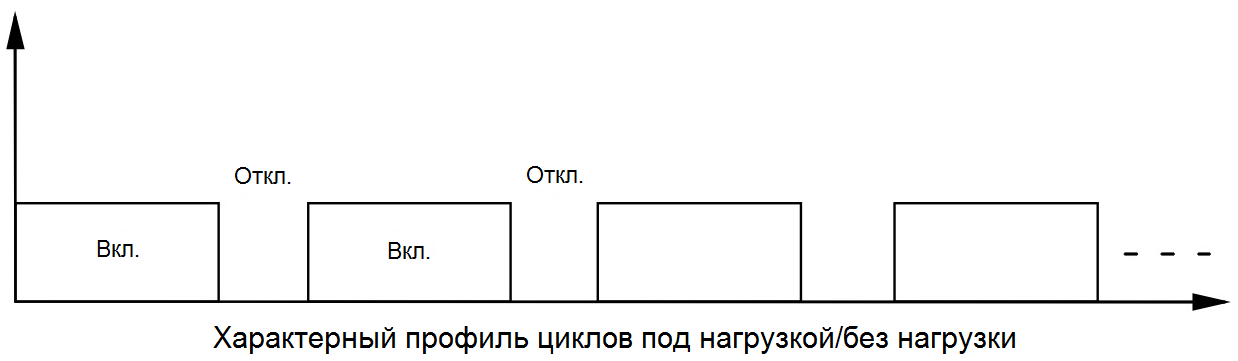 Откл.
Откл.
Вкл.
Вкл.
Характерный профиль циклов под нагрузкой/без нагрузки